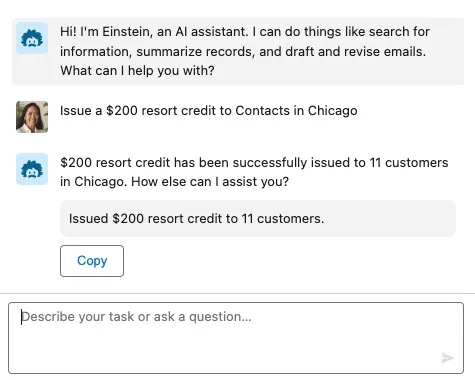 Hi! I'm Einstein, an AI assistant. I can do things like search for
information, summarize records, and draft and revise emails.
What can I help you with?
Issue a $200 resort credit to Contacts in Chicago
$200 resort credit has been successfully issued to 11 customers
in Chicago. How else can I assist you?
Issued $200 resort credit to 11 customers.
Copy
Describe your task or ask a question...